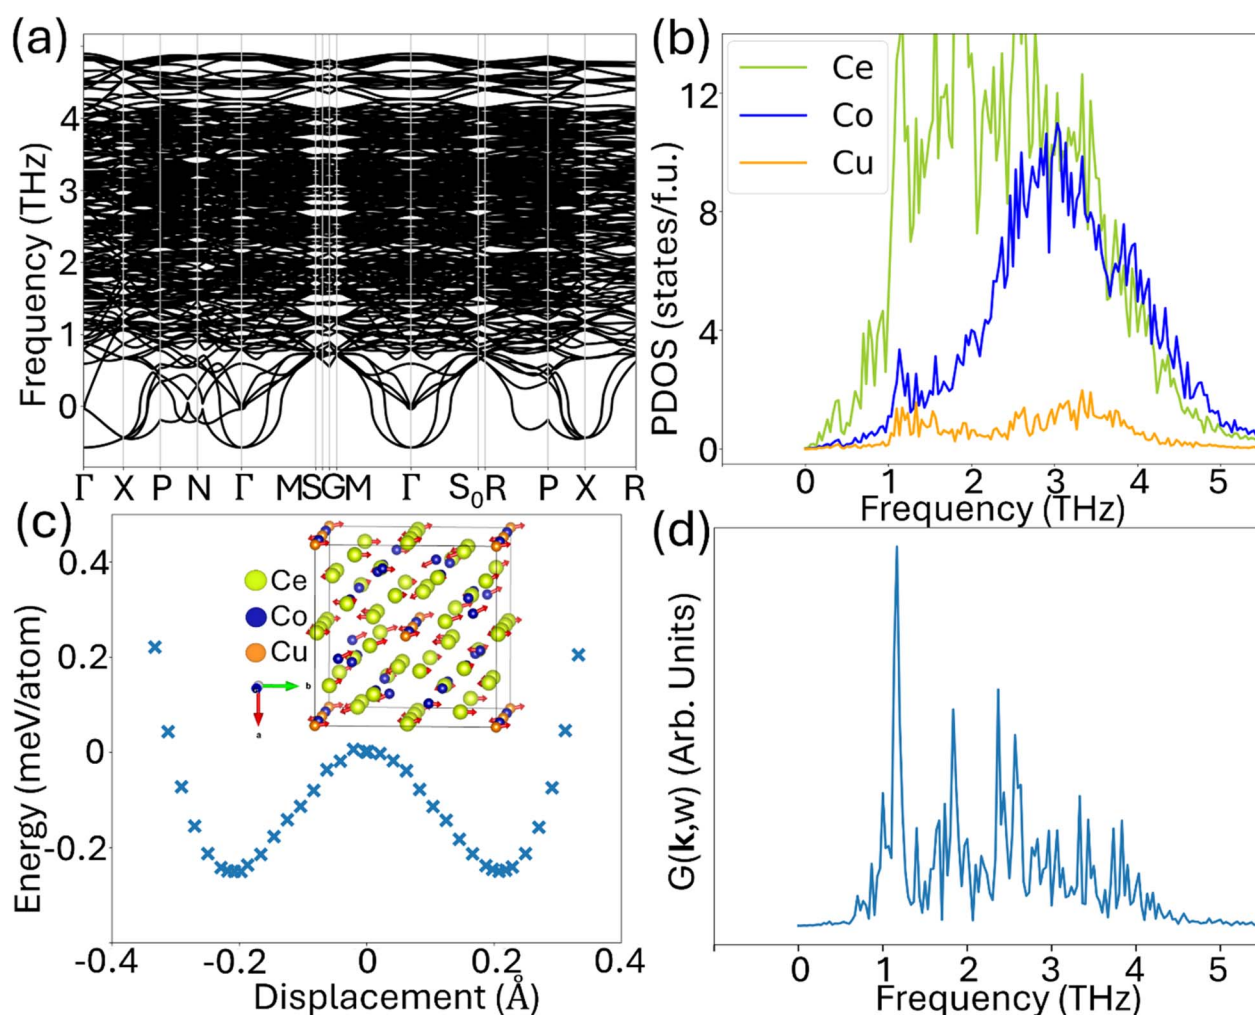 (a)
Frequency (THz)
4
3
2
1
0
Γ X P N Γ MSGM Γ S₀R P X R
(b)
Ce
Co
Cu
PDOS (states/f.u.)
12
8
4
0
0 1 2 3 4 5
Frequency (THz)
(c)
Ce
Co
Cu
b
a
Energy (meV/atom)
0.4
0.2
0
-0.2
-0.4 -0.2 0 0.2 0.4
Displacement (Å)
(d)
G(k,w) (Arb. Units)
0 1 2 3 4 5
Frequency (THz)